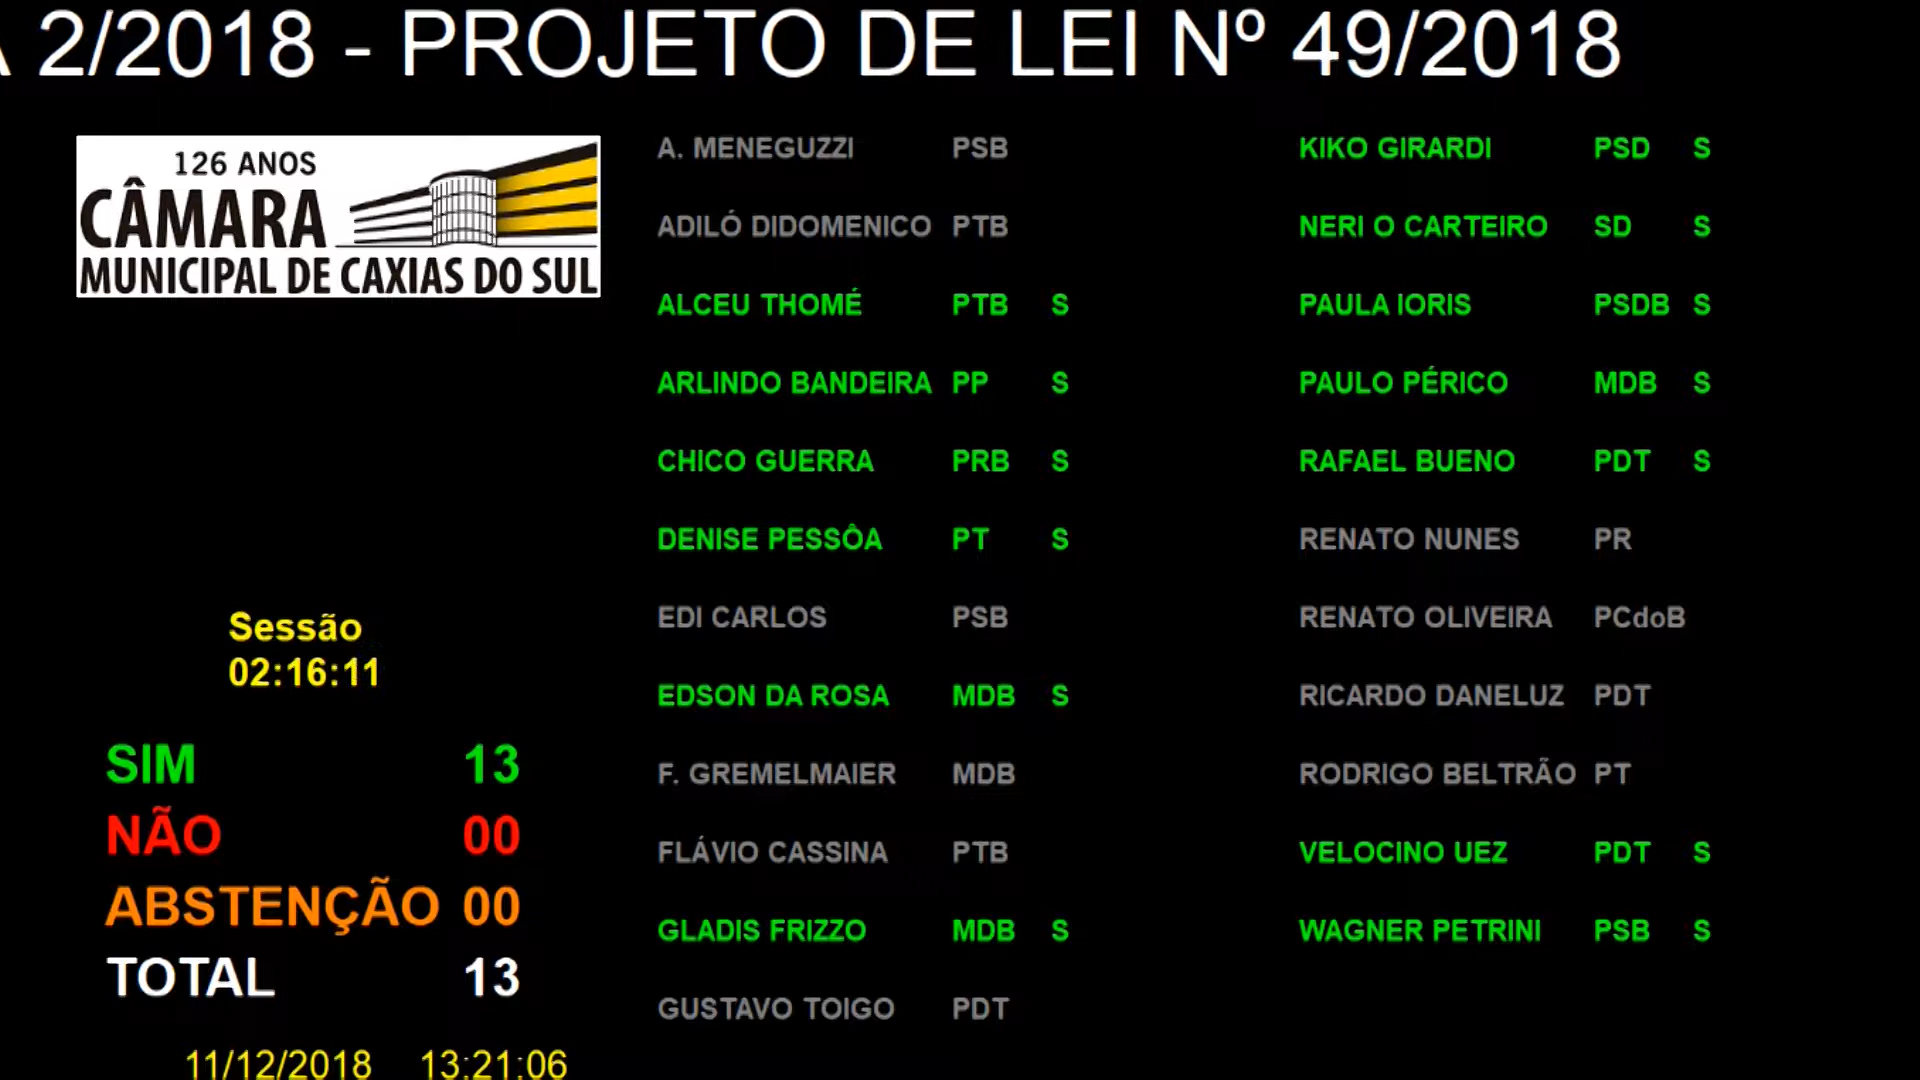 A 2/2018 - PROJETO DE LEI Nº 49/2018
126 ANOS
CÂMARA
MUNICIPAL DE CAXIAS DO SUL
Sessão
02:16:11
SIM 13
NÃO 00
ABSTENÇÃO 00
TOTAL 13
11/12/2018 13:21:06
A. MENEGUZZI PSB
ADILÓ DIDOMENICO PTB
ALCEU THOMÉ PTB S
ARLINDO BANDEIRA PP S
CHICO GUERRA PRB S
DENISE PESSÔA PT S
EDI CARLOS PSB
EDSON DA ROSA MDB S
F. GREMELMAIER MDB
FLÁVIO CASSINA PTB
GLADIS FRIZZO MDB S
GUSTAVO TOIGO PDT
KIKO GIRARDI PSD S
NERI O CARTEIRO SD S
PAULA IORIS PSDB S
PAULO PÉRICO MDB S
RAFAEL BUENO PDT S
RENATO NUNES PR
RENATO OLIVEIRA PCdoB
RICARDO DANELUZ PDT
RODRIGO BELTRÃO PT
VELOCINO UEZ PDT S
WAGNER PETRINI PSB S